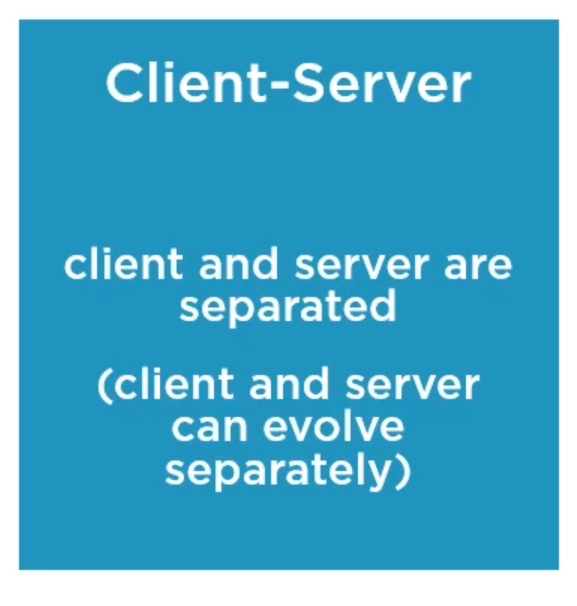 Client-Server
client and server are
separated
(client and server
can evolve
separately)